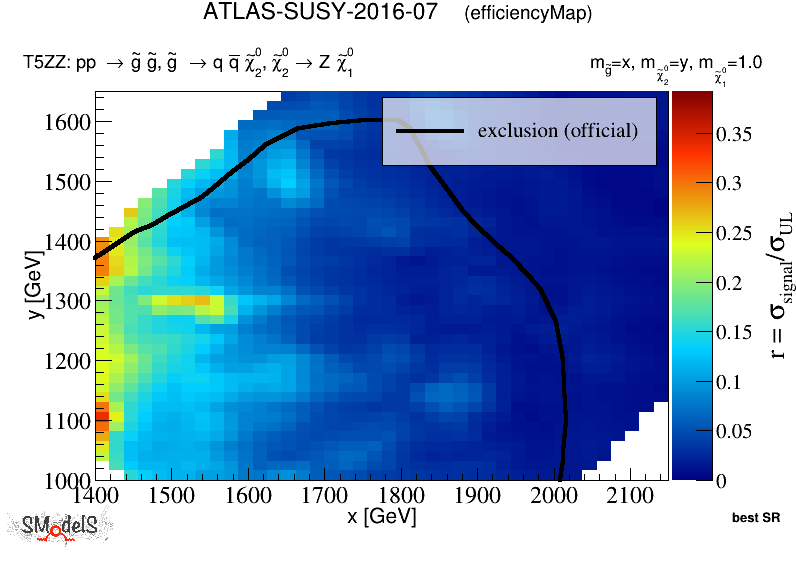 ATLAS-SUSY-2016-07 (efficiencyMap)
T5ZZ: pp → g̃ g̃, g̃ → q q̅ χ̃⁰₂, χ̃⁰₂ → Z χ̃⁰₁
m_g̃=x, m_χ̃⁰₂=y, m_χ̃⁰₁=1.0
exclusion (official)
y [GeV]
1600
1500
1400
1300
1200
1100
1000
1400 1500 1600 1700 1800 1900 2000 2100
x [GeV]
0.35
0.3
0.25
0.2
0.15
0.1
0.05
0
r = σ_signal/σ_UL
SModelS
best SR